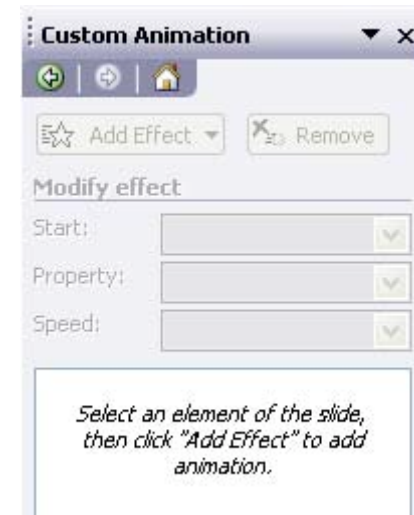 Custom Animation
Add Effect
Remove
Modify effect
Start:
Property:
Speed:
Select an element of the slide,
then click "Add Effect" to add
animation.